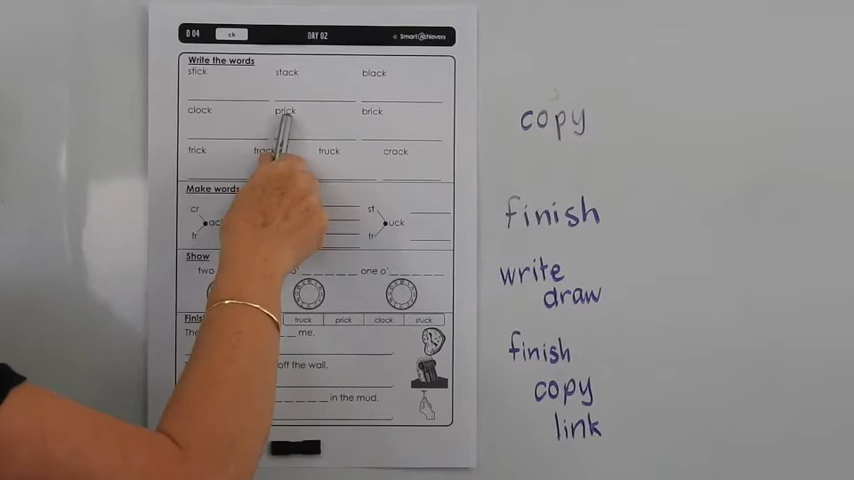 D 04 ck DAY 02 SmartAchievers
Write the words
stick stack black
clock prick brick
trick track truck crack
Make words
cr st
ack uck
tr tr
Show
two o' one o'
truck prick clock stuck
The me.
off the wall.
in the mud.
copy
finish
write
draw
finish
copy
link